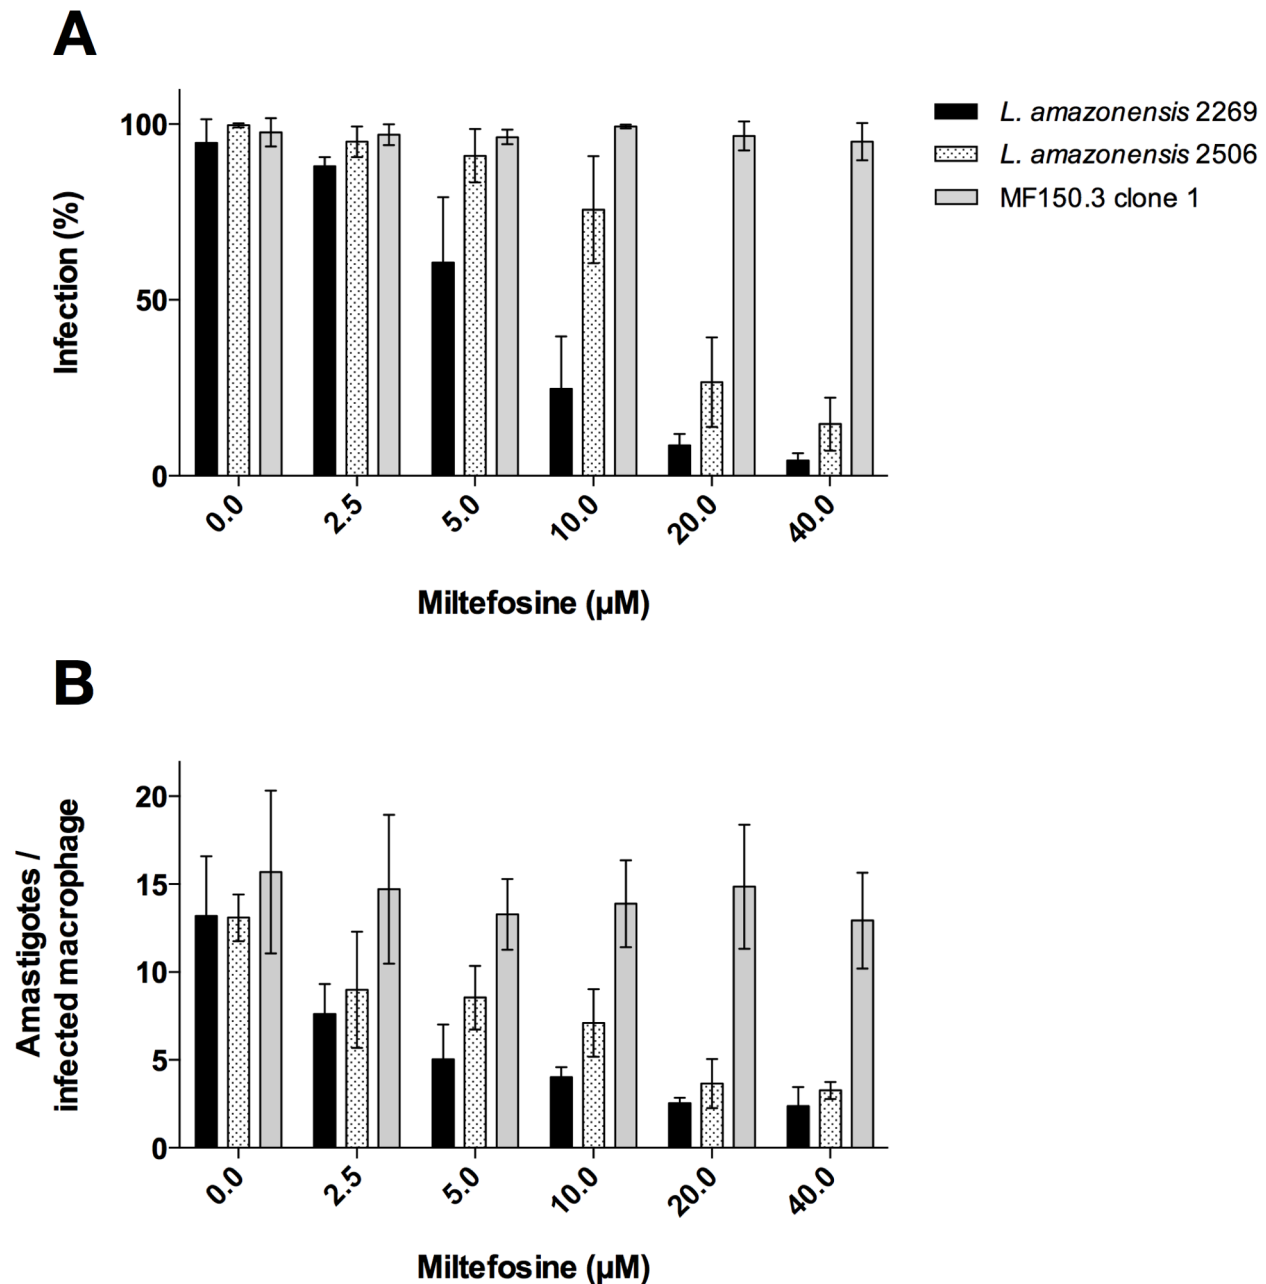 A
Infection (%)
100
50
0
0.0 2.5 5.0 10.0 20.0 40.0
Miltefosine (µM)
L. amazonensis 2269
L. amazonensis 2506
MF150.3 clone 1
B
Amastigotes /
infected macrophage
20
15
10
5
0
0.0 2.5 5.0 10.0 20.0 40.0
Miltefosine (µM)